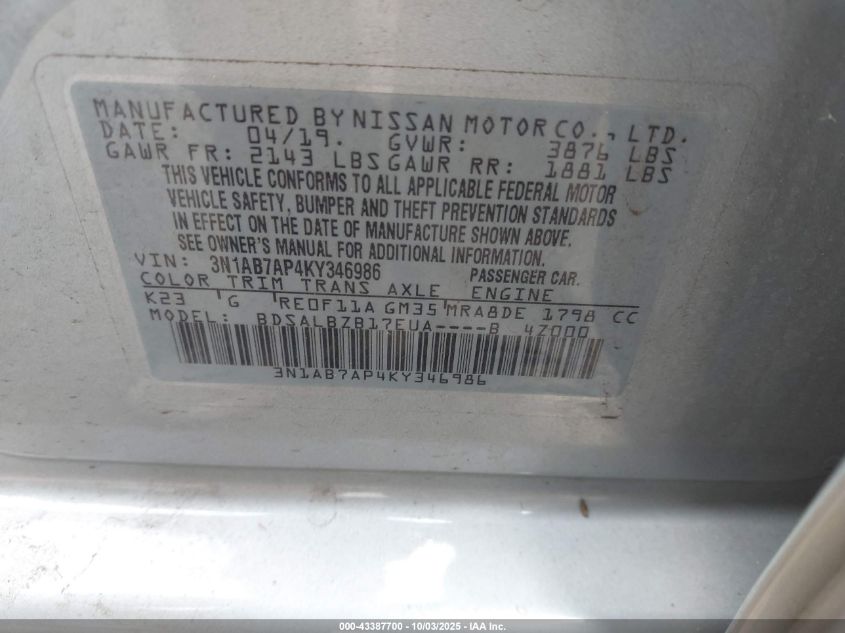 MANUFACTURED BY NISSAN MOTOR CO., LTD.
DATE: 04/19. GVWR: 3876 LBS
GAWR FR: 2143 LBS GAWR RR: 1881 LBS
THIS VEHICLE CONFORMS TO ALL APPLICABLE FEDERAL MOTOR
VEHICLE SAFETY, BUMPER AND THEFT PREVENTION STANDARDS
IN EFFECT ON THE DATE OF MANUFACTURE SHOWN ABOVE.
SEE OWNER'S MANUAL FOR ADDITIONAL INFORMATION.
VIN: 3N1AB7AP4KY346986 PASSENGER CAR.
COLOR TRIM TRANS AXLE ENGINE
K23 G RE0F11A GM35 MRA8DE 1798 CC
MODEL: BDSALBZB17EUA----B 4Z000
3N1AB7AP4KY346986
000-43387700 - 10/03/2025 - IAA Inc.